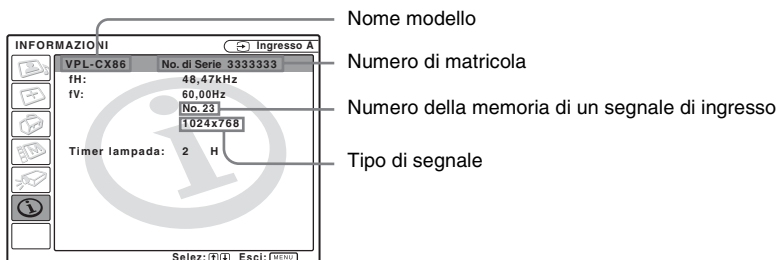 Nome modello
INFORMAZIONI Ingresso A
VPL-CX86 No. di Serie 3333333
Numero di matricola
fH: 48,47kHz
fV: 60,00Hz
No. 23
Numero della memoria di un segnale di ingresso
1024x768
Timer lampada: 2 H
Tipo di segnale
Selez: Esci: MENU